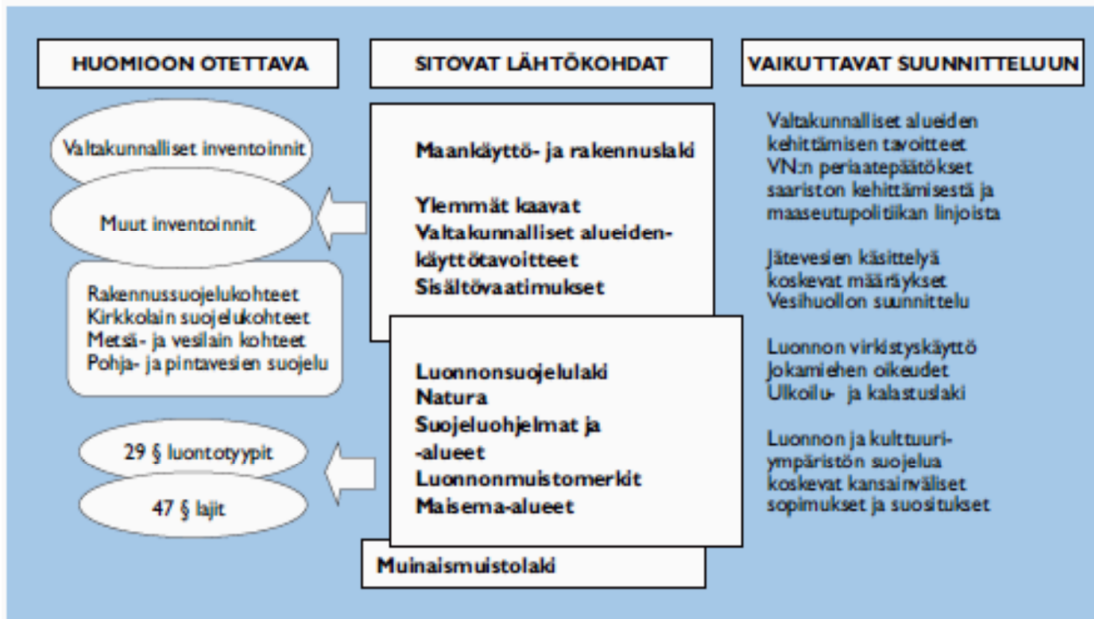 HUOMIOON OTETTAVA
Valtakunnalliset inventoinnit
Muut inventoinnit
Rakennussuojelukohteet
Kirkkolain suojelukohteet
Metsä- ja vesilain kohteet
Pohja- ja pintavesien suojelu
29 § luontotyypit
47 § lajit
SITOVAT LÄHTÖKOHDAT
Maankäyttö- ja rakennuslaki
Ylemmät kaavat
Valtakunnalliset alueiden-
käyttötavoitteet
Sisältövaatimukset
Luonnonsuojelulaki
Natura
Suojeluohjelmat ja
-alueet
Luonnonmuistomerkit
Maisema-alueet
Muinaismuistolaki
VAIKUTTAVAT SUUNNITTELUUN
Valtakunnalliset alueiden
kehittämisen tavoitteet
VN:n periaatepäätökset
saariston kehittämisestä ja
maaseutupolitiikan linjoista
Jätevesien käsittelyä
koskevat määräykset
Vesihuollon suunnittelu
Luonnon virkistyskäyttö
Jokamiehen oikeudet
Ulkoilu- ja kalastuslaki
Luonnon ja kulttuuri-
ympäristön suojelua
koskevat kansainväliset
sopimukset ja suositukset